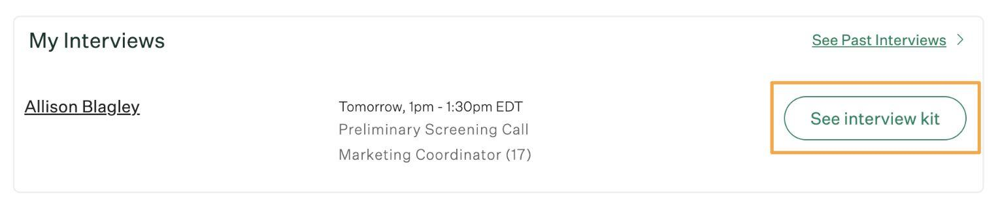 My Interviews
See Past Interviews
Allison Blagley
Tomorrow, 1pm - 1:30pm EDT
Preliminary Screening Call
Marketing Coordinator (17)
See interview kit